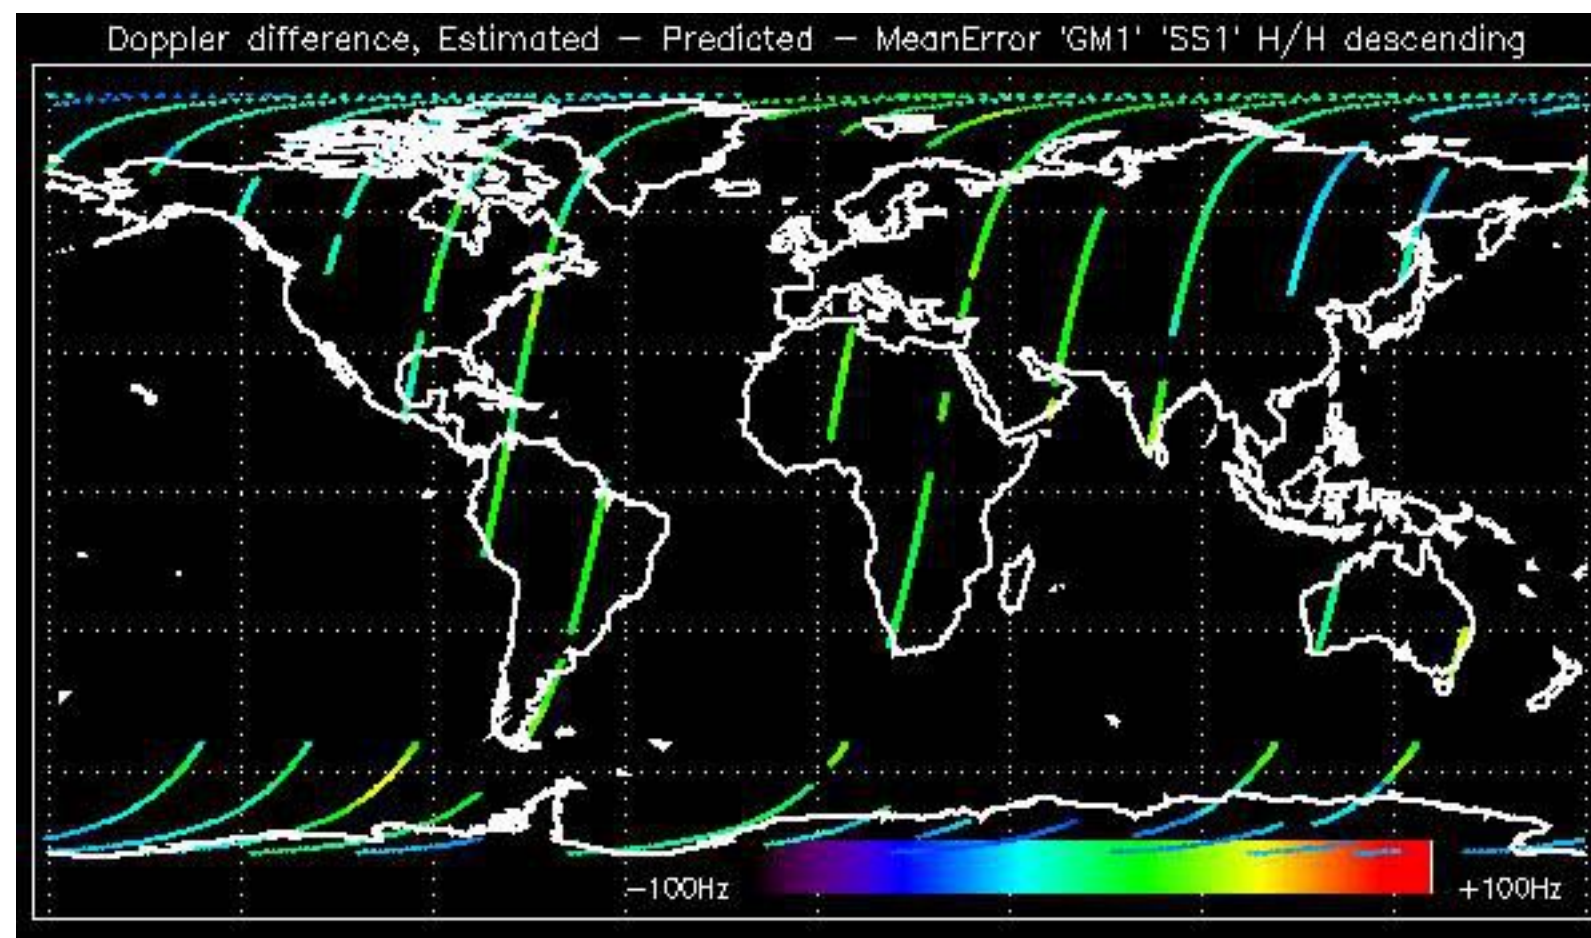 Doppler difference, Estimated – Predicted – MeanError 'GM1' 'SS1' H/H descending
–100Hz
+100Hz